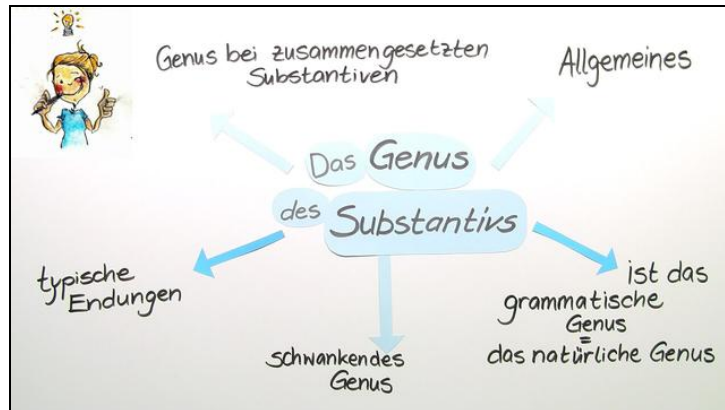 Genus bei zusammengesetzten
Substantiven
Allgemeines
Das Genus
des Substantivs
typische
Endungen
schwankendes
Genus
ist das
grammatische
Genus
=
das natürliche Genus